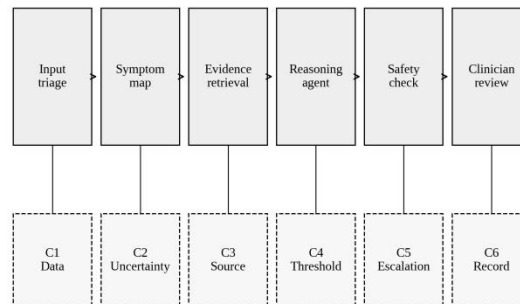 Input
triage
Symptom
map
Evidence
retrieval
Reasoning
agent
Safety
check
Clinician
review
C1
Data
C2
Uncertainty
C3
Source
C4
Threshold
C5
Escalation
C6
Record